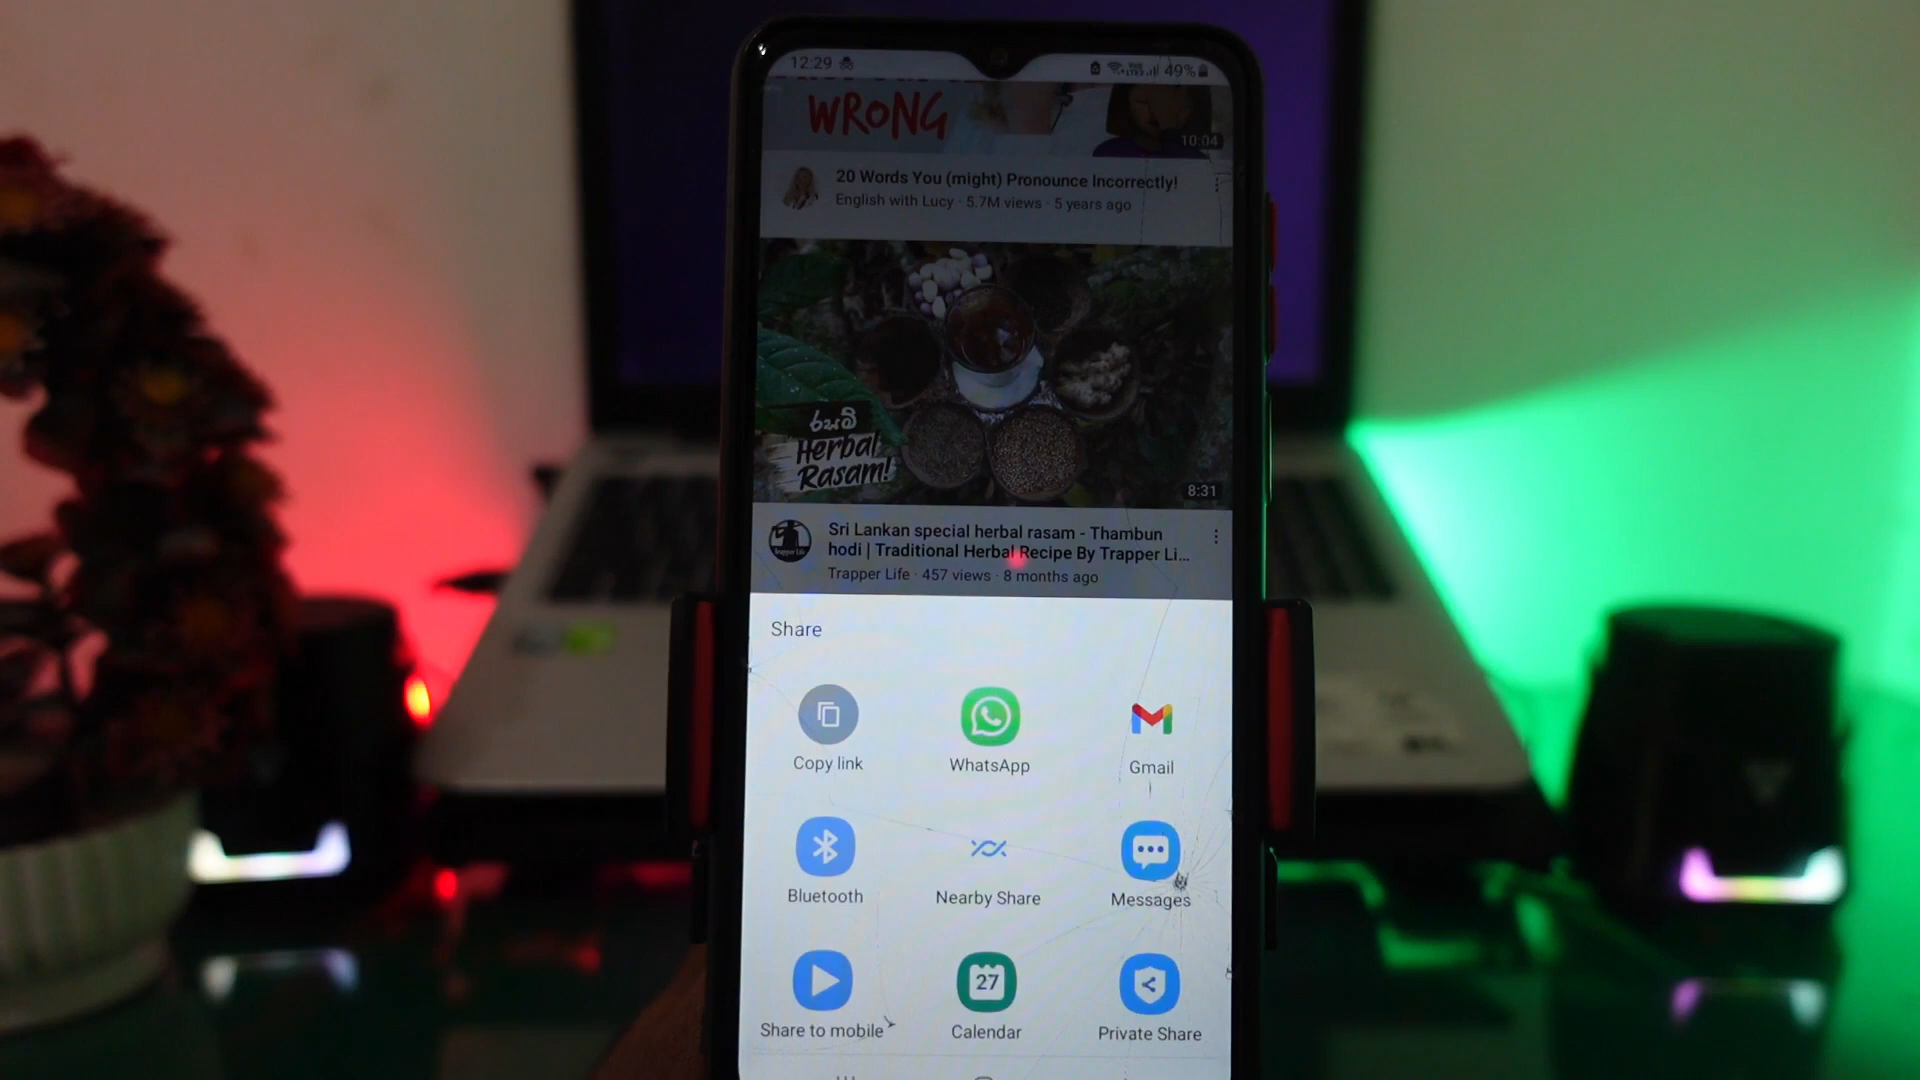 12:29
49%
WRONG
10:04
20 Words You (might) Pronounce Incorrectly!
English with Lucy · 5.7M views · 5 years ago
රසම්
Herbal
Rasam!
8:31
Sri Lankan special herbal rasam - Thambun
hodi | Traditional Herbal Recipe By Trapper Li...
Trapper Life
Trapper Life · 457 views · 8 months ago
Share
Copy link
WhatsApp
Gmail
Bluetooth
Nearby Share
Messages
27
Share to mobile
Calendar
Private Share